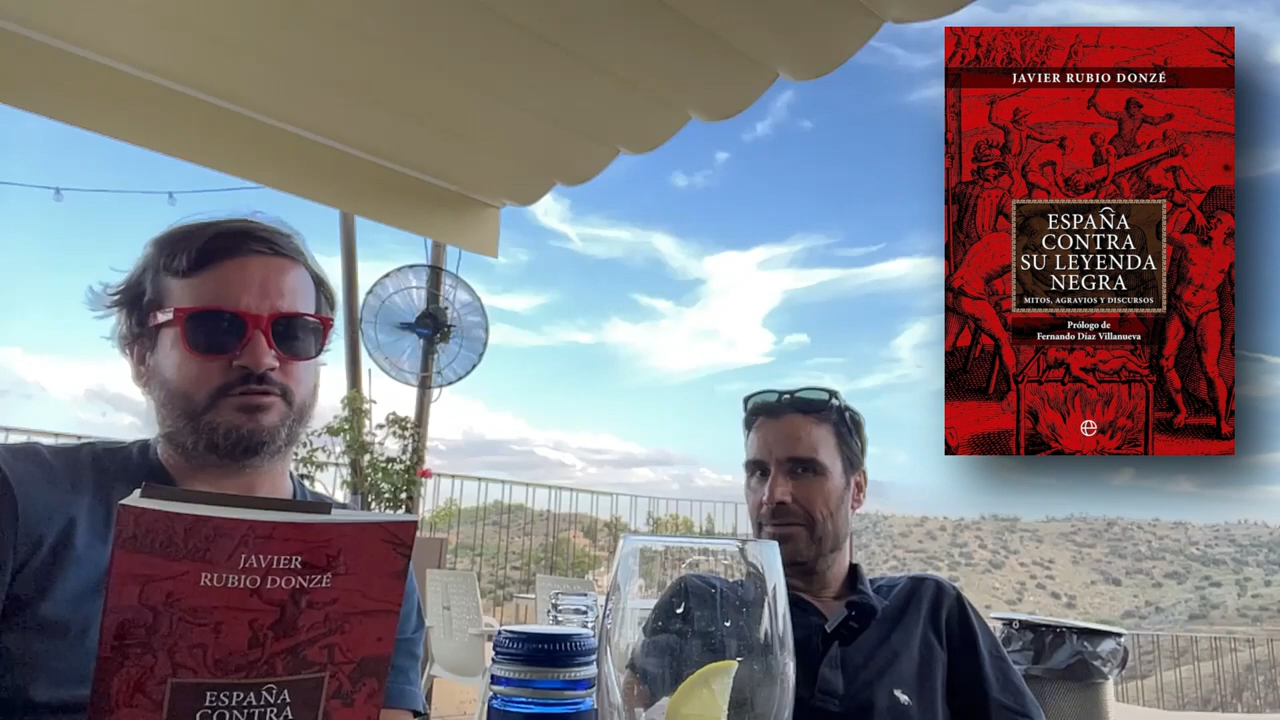 JAVIER RUBIO DONZÉ
ESPAÑA
CONTRA
SU LEYENDA
NEGRA
MITOS, AGRAVIOS Y DISCURSOS
Prólogo de
Fernando Díaz Villanueva
JAVIER
RUBIO DONZÉ
ESPAÑA
CONTRA